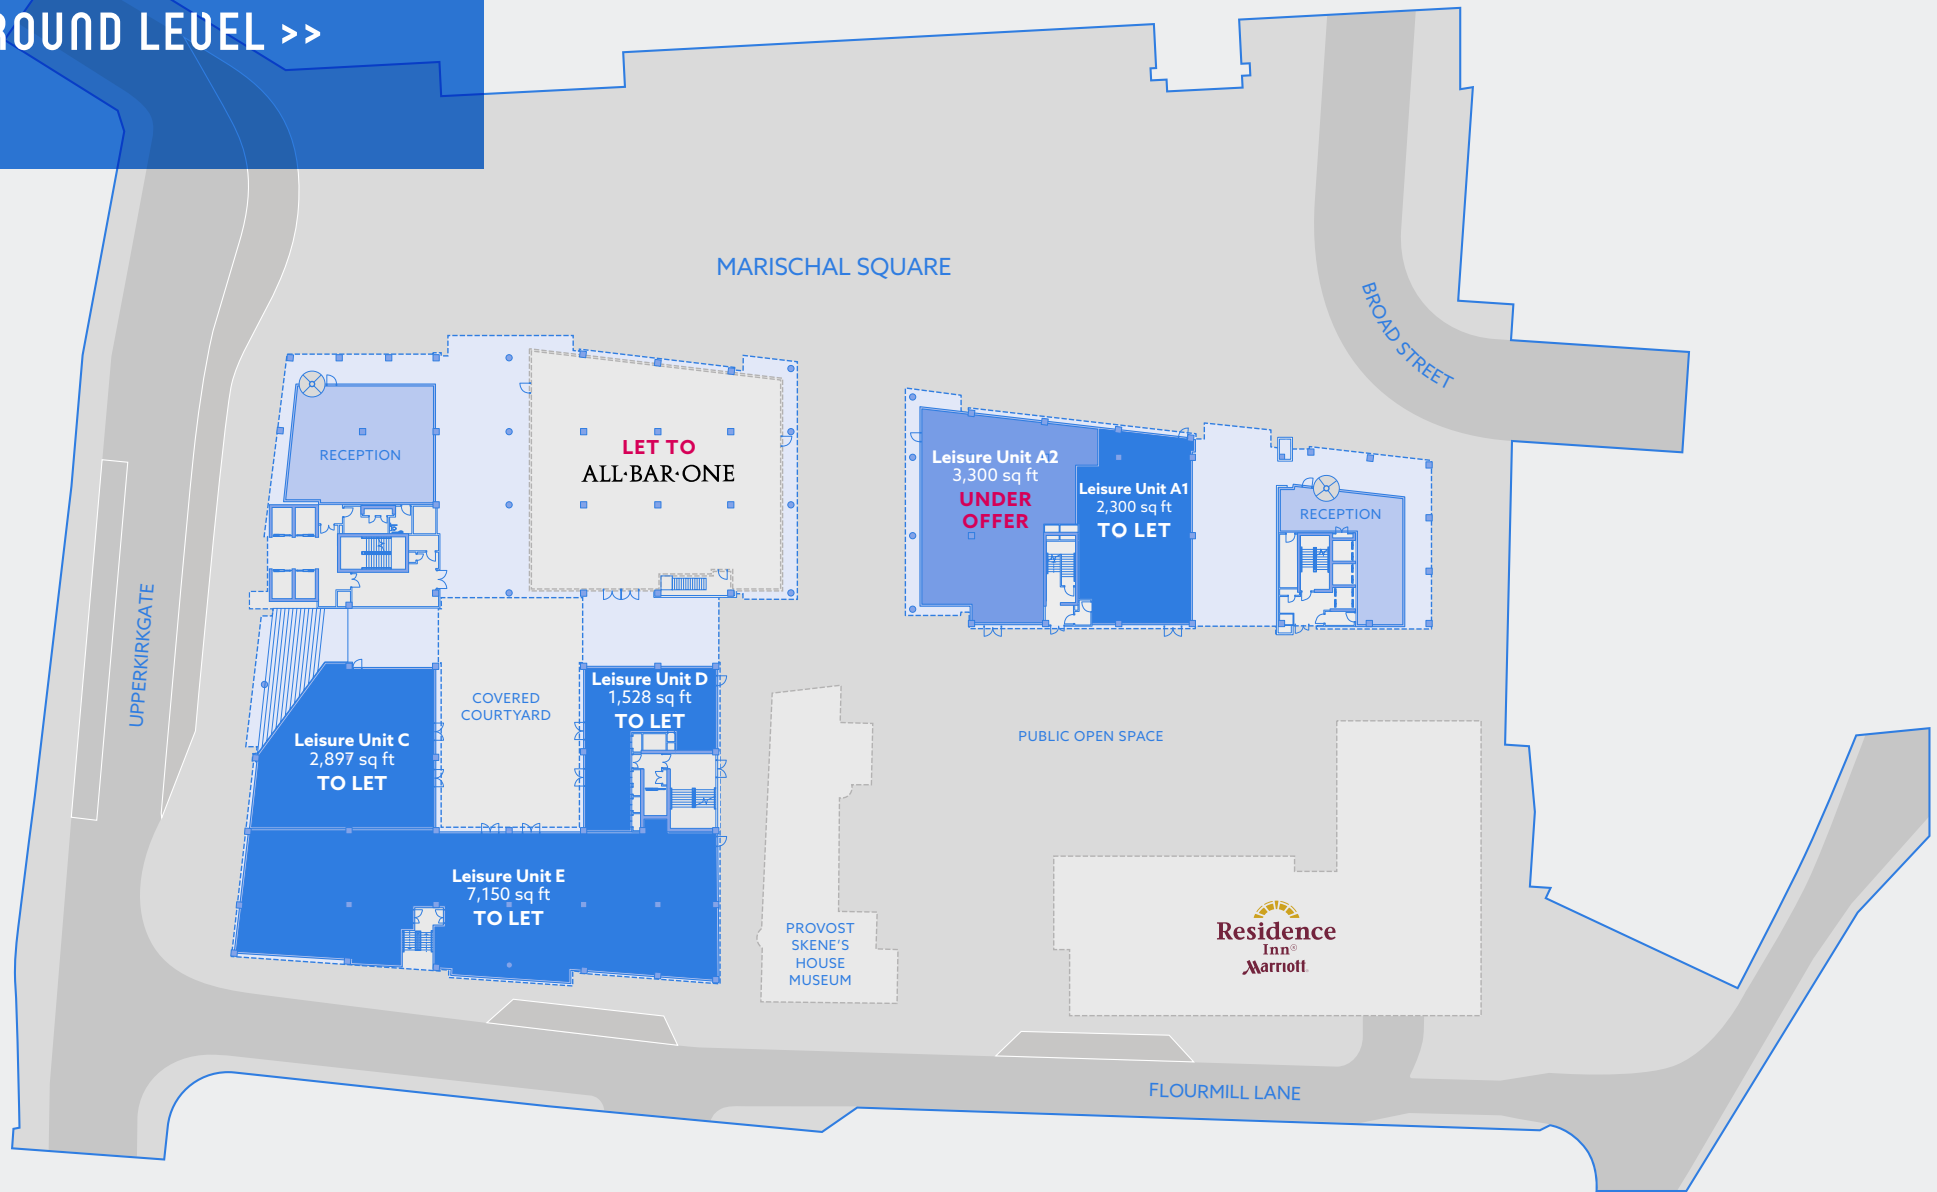 ROUND LEVEL >>
MARISCHAL SQUARE
BROAD STREET
RECEPTION
LET TO
ALL·BAR·ONE
Leisure Unit A2
3,300 sq ft
UNDER
OFFER
Leisure Unit A1
2,300 sq ft
TO LET
RECEPTION
UPPERKIRKGATE
Leisure Unit C
2,897 sq ft
TO LET
COVERED
COURTYARD
Leisure Unit D
1,528 sq ft
TO LET
PUBLIC OPEN SPACE
Leisure Unit E
7,150 sq ft
TO LET
PROVOST
SKENE'S
HOUSE
MUSEUM
Residence
Inn®
Marriott
FLOURMILL LANE